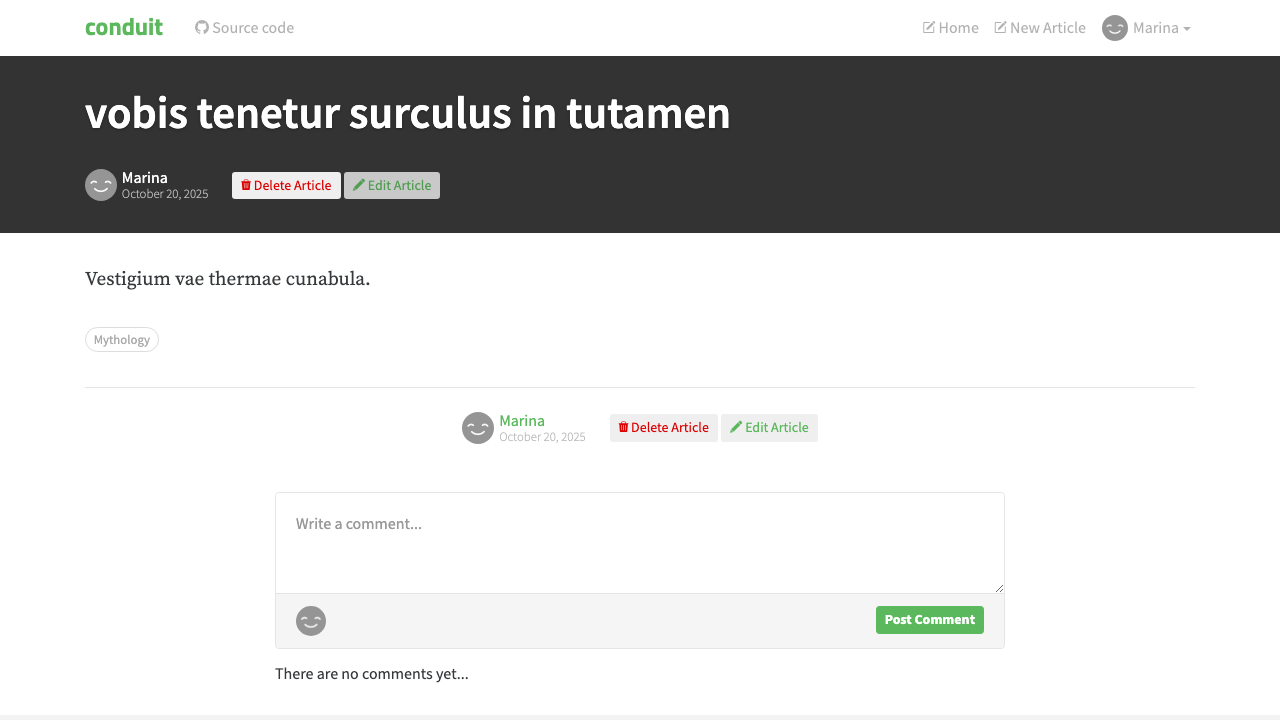 conduit
Source code
Home
New Article
Marina
vobis tenetur surculus in tutamen
Marina
October 20, 2025
Delete Article
Edit Article
Vestigium vae thermae cunabula.
Mythology
Marina
October 20, 2025
Delete Article
Edit Article
Write a comment...
Post Comment
There are no comments yet...